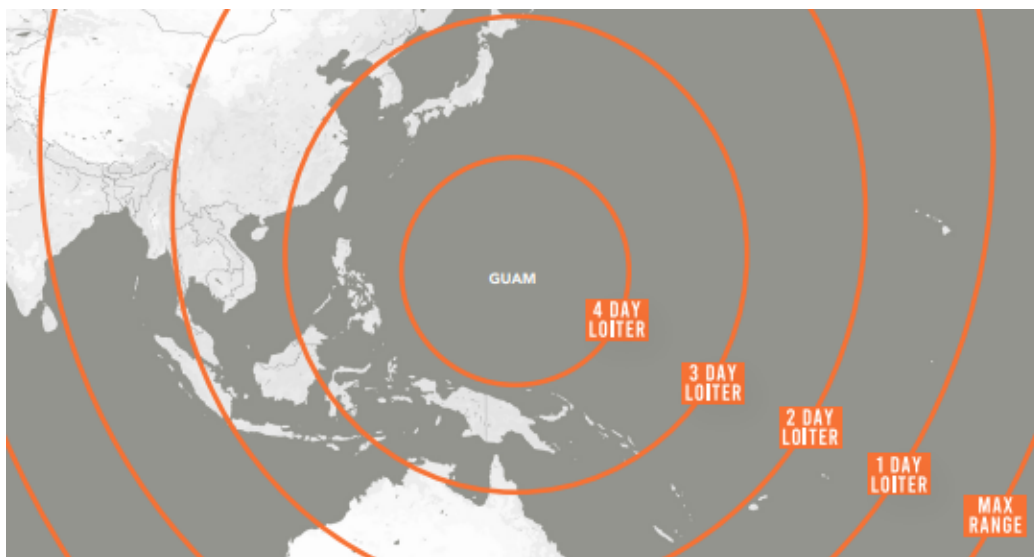 GUAM
4 DAY
LOITER
3 DAY
LOITER
2 DAY
LOITER
1 DAY
LOITER
MAX
RANGE